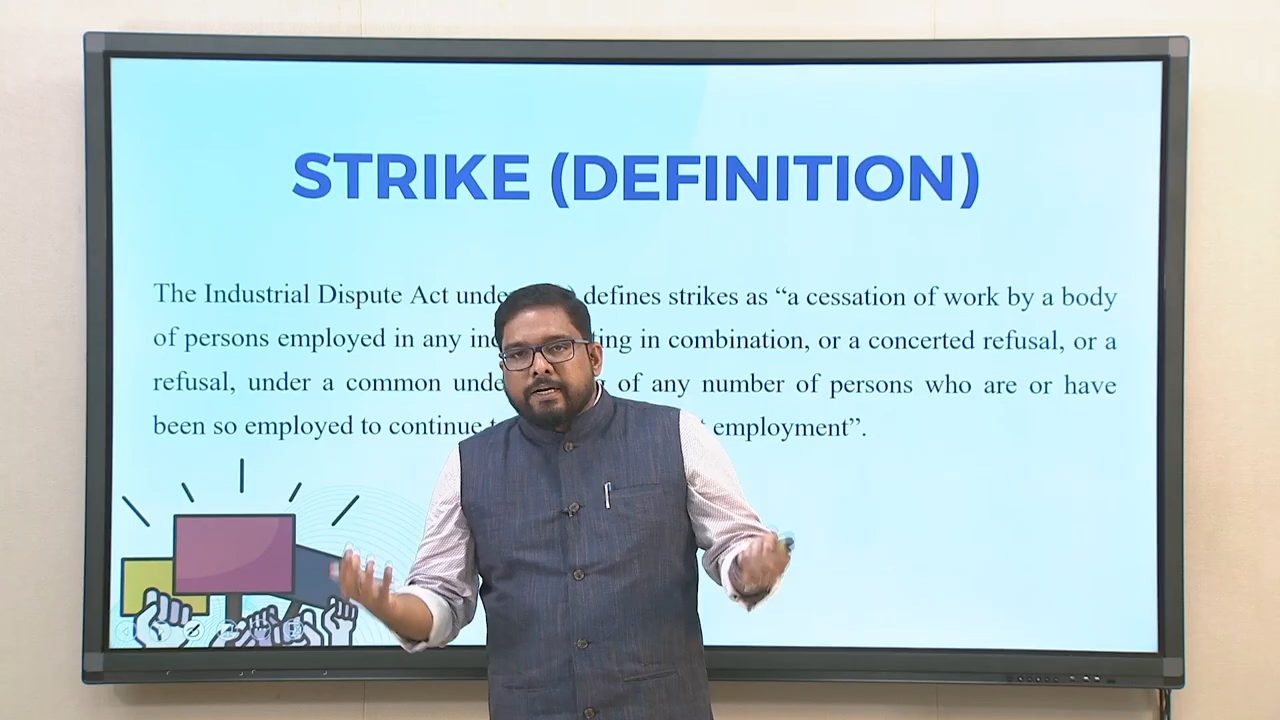 STRIKE (DEFINITION)
The Industrial Dispute Act defines strikes as “a cessation of work by a body
of persons employed in any in combination, or a concerted refusal, or a
refusal, under a common of any number of persons who are or have
been so employed to continue employment”.